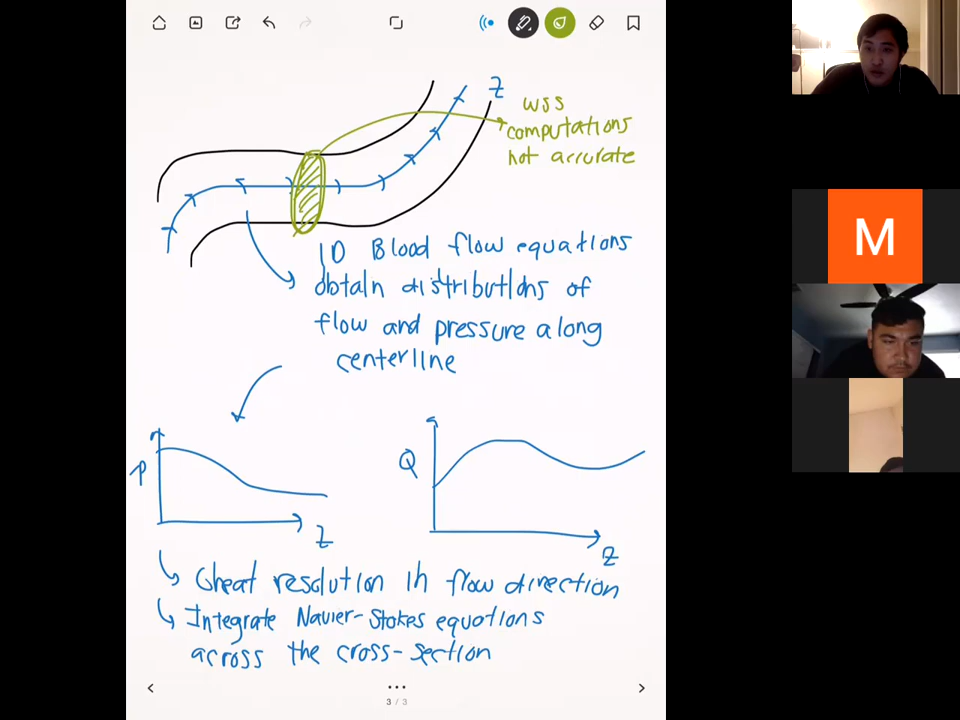 Z
WSS
computations
not accurate
1D Blood flow equations
obtain distributions of
flow and pressure along
centerline
P
Z
Q
Z
Great resolution in flow direction
Integrate Navier-Stokes equations
across the cross-section
3 / 3
M